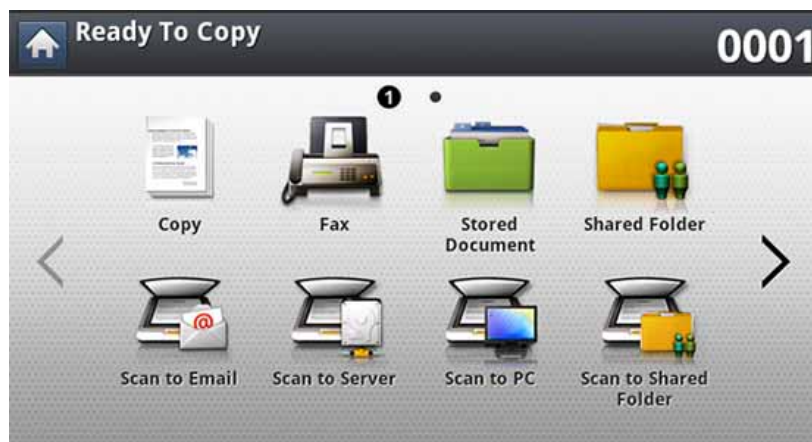 Ready To Copy
0001
1
Copy
Fax
Stored
Document
Shared Folder
@
Scan to Email
Scan to Server
Scan to PC
Scan to Shared
Folder